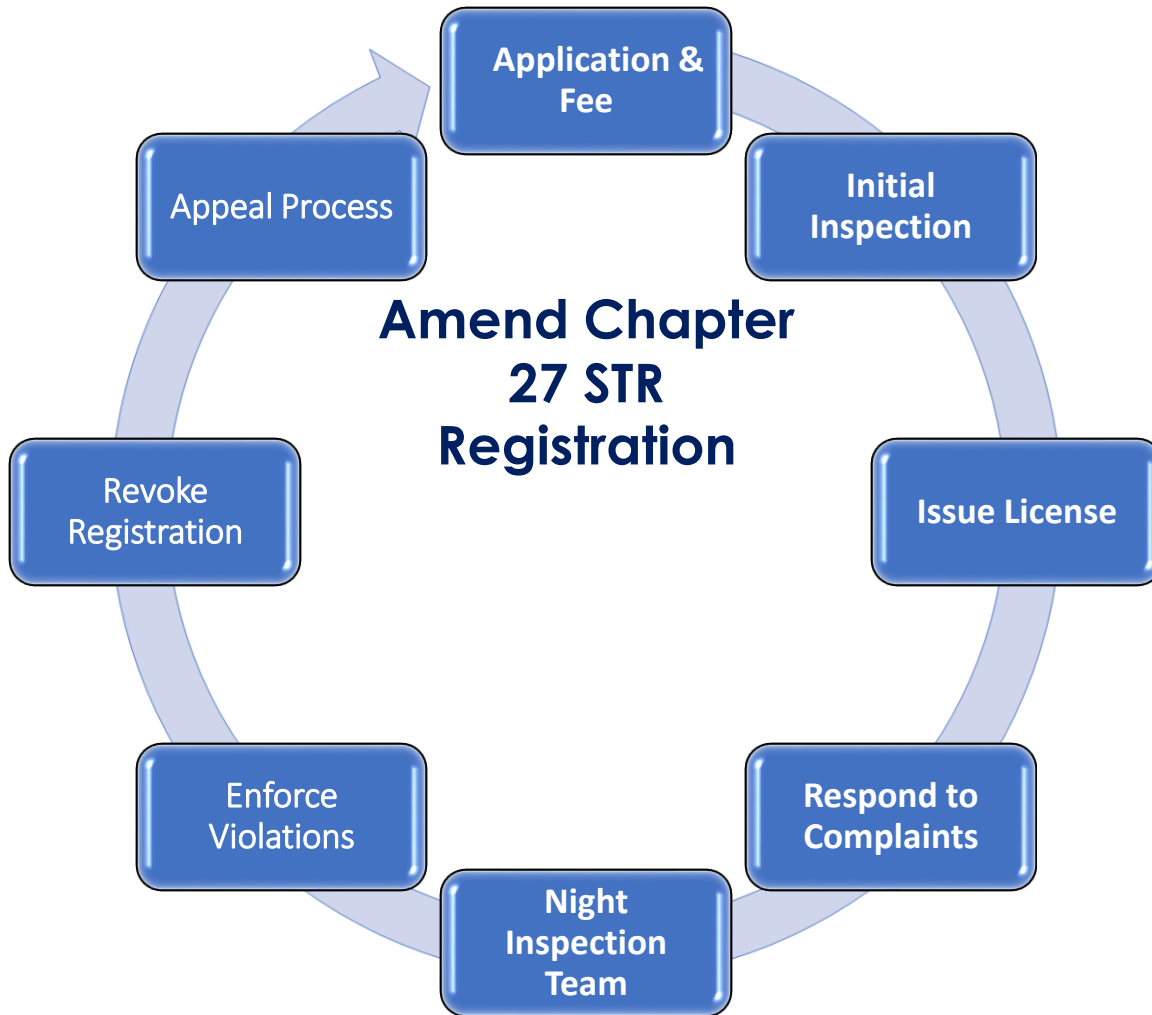 Application &
Fee
Initial
Inspection
Issue License
Respond to
Complaints
Night
Inspection
Team
Enforce
Violations
Revoke
Registration
Appeal Process
Amend Chapter
27 STR
Registration